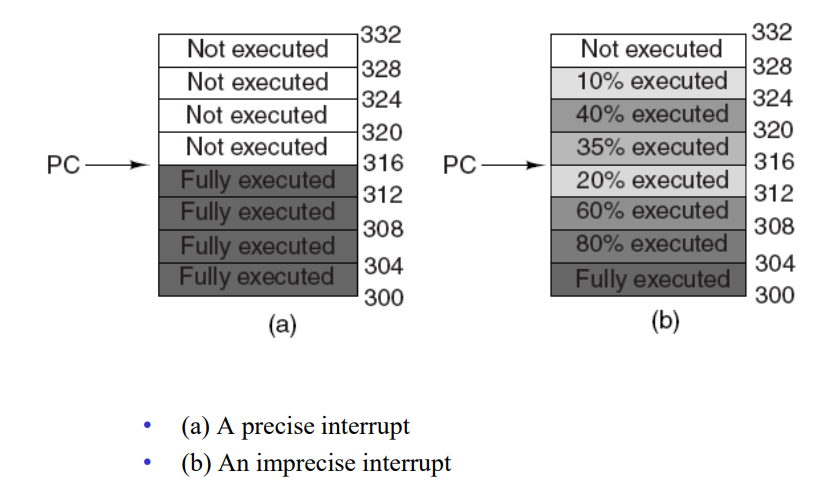 332
Not executed
328
Not executed
324
Not executed
320
Not executed
PC
316
Fully executed
312
Fully executed
308
Fully executed
304
Fully executed
300
(a)
332
Not executed
328
10% executed
324
40% executed
320
35% executed
PC
316
20% executed
312
60% executed
308
80% executed
304
Fully executed
300
(b)
• (a) A precise interrupt
• (b) An imprecise interrupt